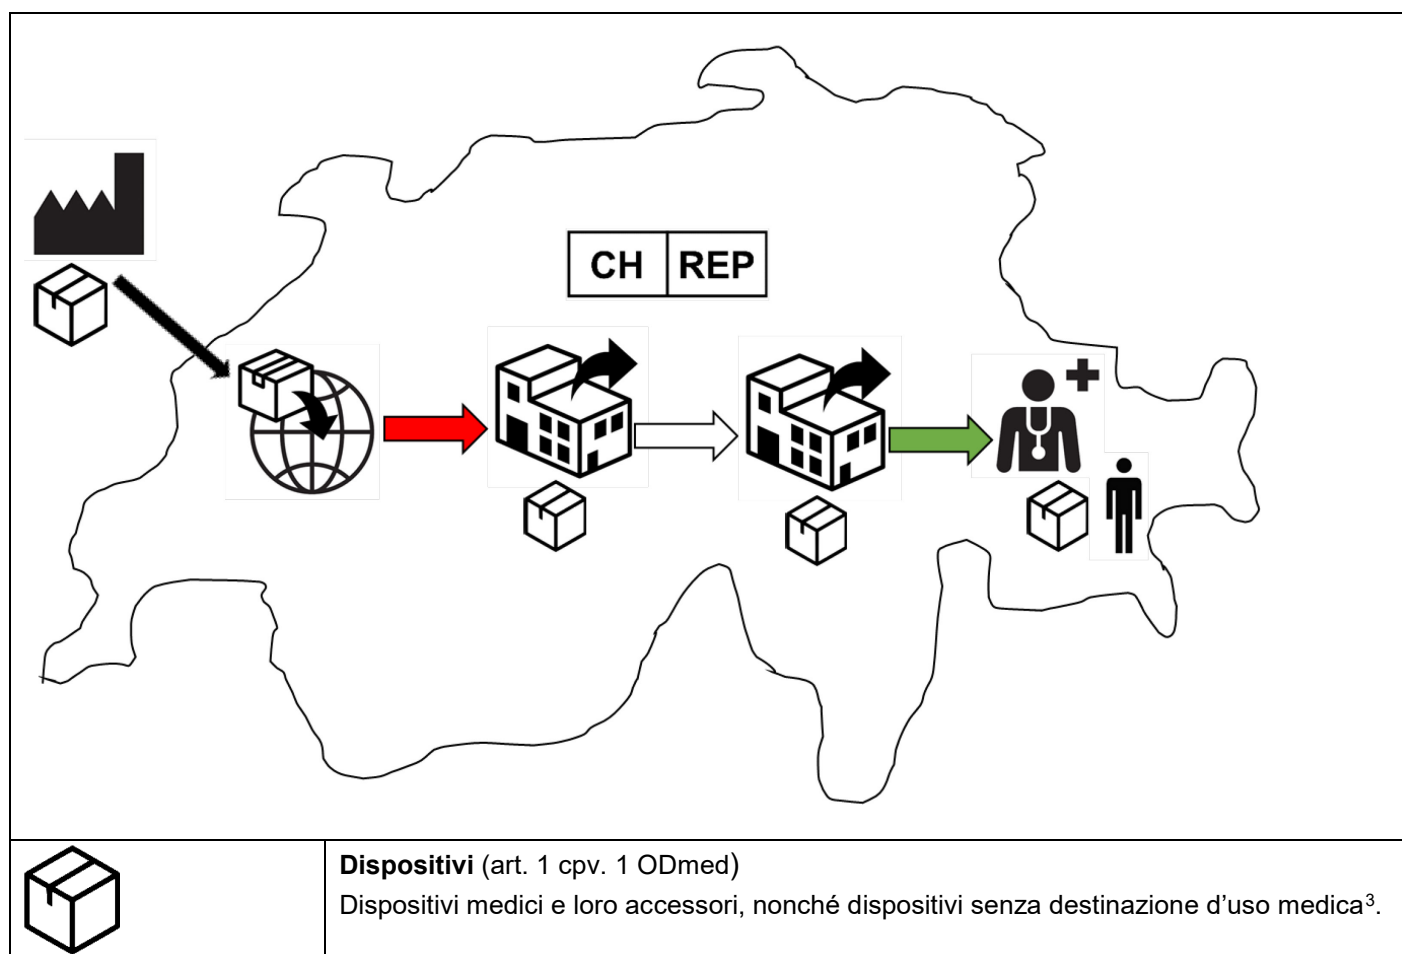 CH REP
Dispositivi (art. 1 cpv. 1 ODmed)
Dispositivi medici e loro accessori, nonché dispositivi senza destinazione d’uso medica³.